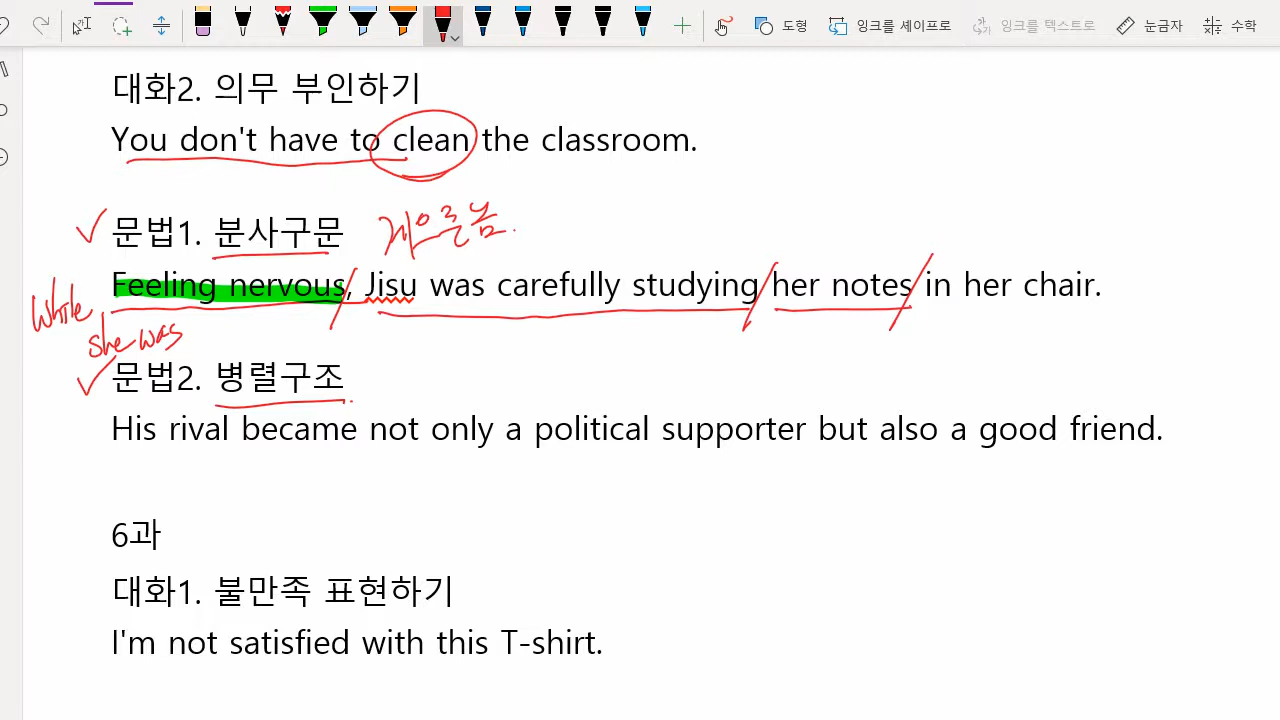 도형 잉크를 셰이프로 잉크를 텍스트로 눈금자 수학
대화2. 의무 부인하기
You don't have to clean the classroom.
문법1. 분사구문 게으른놈.
Feeling nervous, Jisu was carefully studying her notes in her chair.
While
she was
문법2. 병렬구조
His rival became not only a political supporter but also a good friend.
6과
대화1. 불만족 표현하기
I'm not satisfied with this T-shirt.